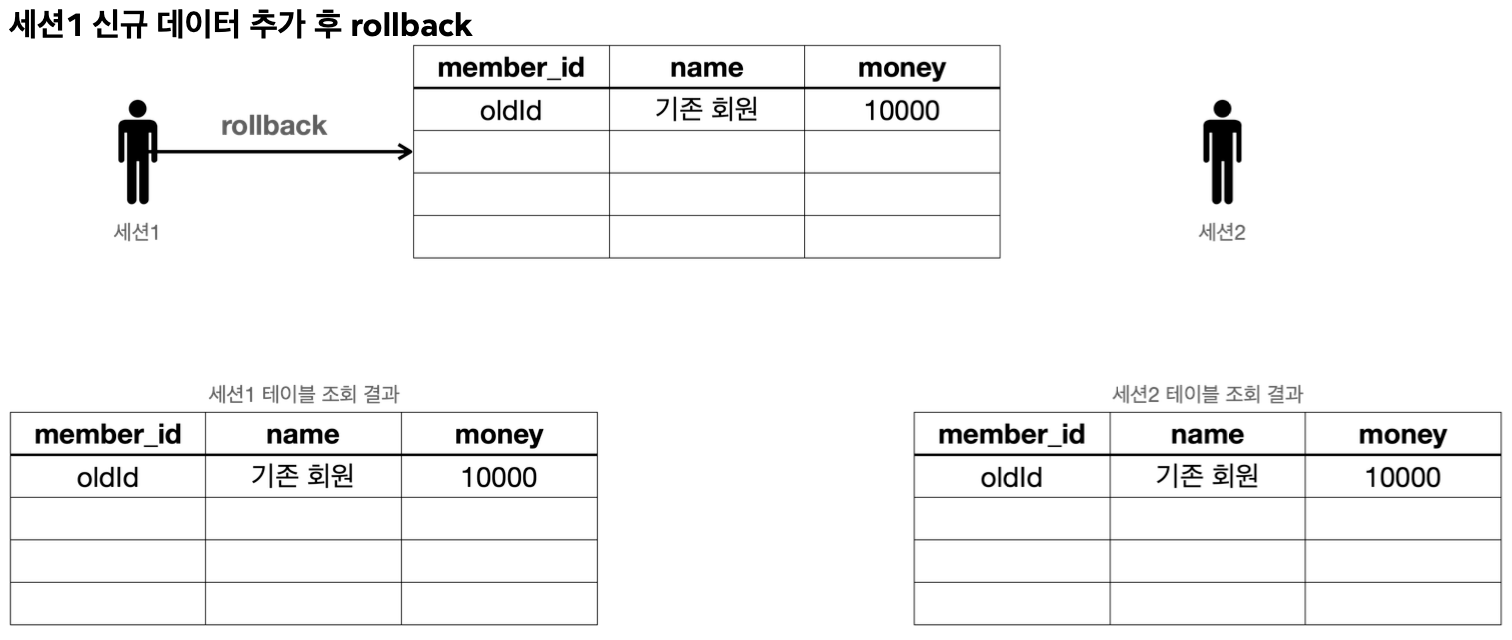 세션1 신규 데이터 추가 후 rollback
member_id name money
oldId 기존 회원 10000
rollback
세션1
세션2
세션1 테이블 조회 결과
member_id name money
oldId 기존 회원 10000
세션2 테이블 조회 결과
member_id name money
oldId 기존 회원 10000